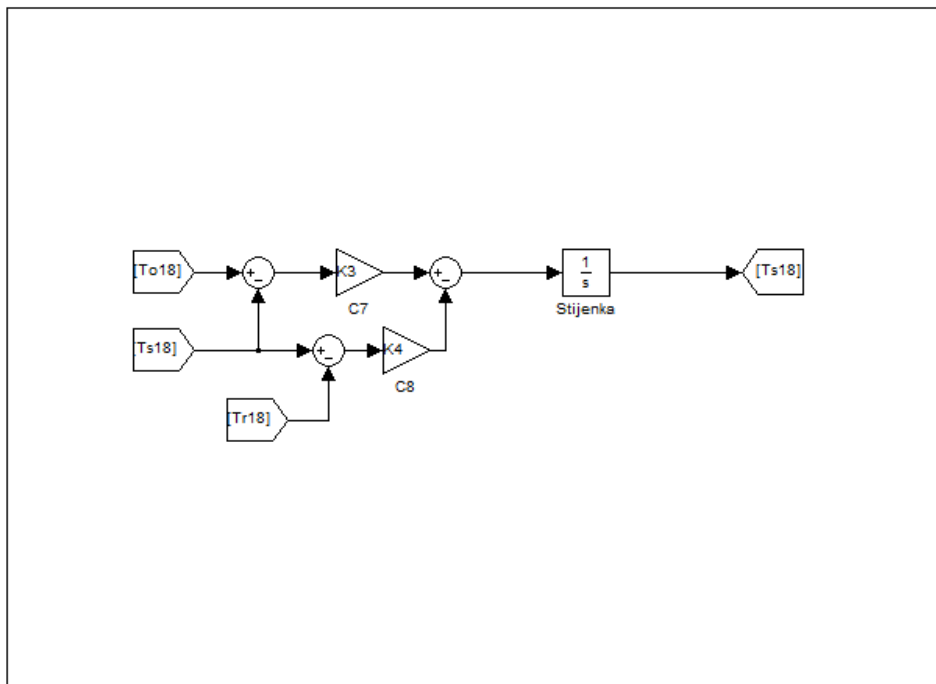 [To18]
+
−
K3
C7
+
−
1
s
Stijenka
[Ts18]
[Ts18]
+
−
K4
C8
[Tr18]